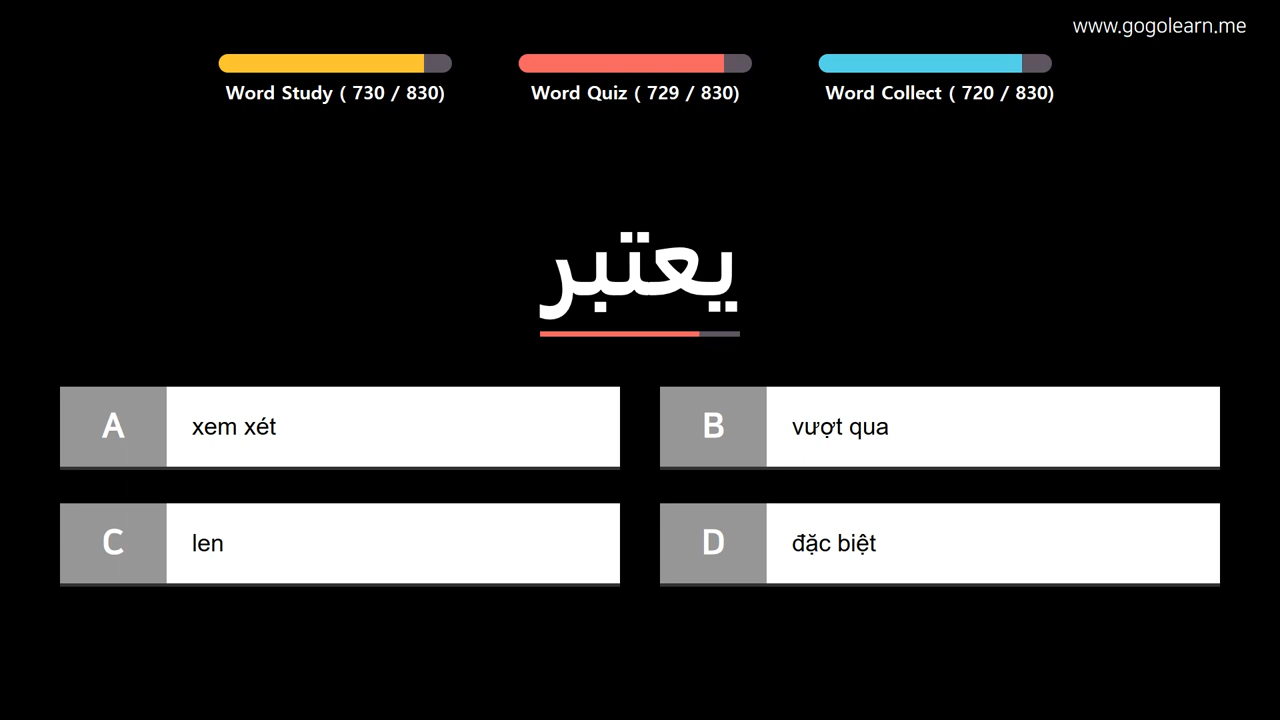 www.gogolearn.me
Word Study ( 730 / 830)
Word Quiz ( 729 / 830)
Word Collect ( 720 / 830)
يعتبر
A
xem xét
B
vượt qua
C
len
D
đặc biệt